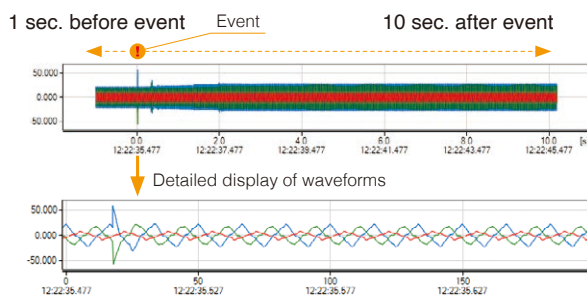 1 sec. before event Event 10 sec. after event
!
50.000
0.000
-50.000
0.0 2.0 4.0 6.0 8.0 10.0 [s
12:22:35.477 12:22:37.477 12:22:39.477 12:22:41.477 12:22:43.477 12:22:45.477
Detailed display of waveforms
50.000
0.000
-50.000
0 50 100 150
12:22:35.477 12:22:35.527 12:22:35.577 12:22:35.627